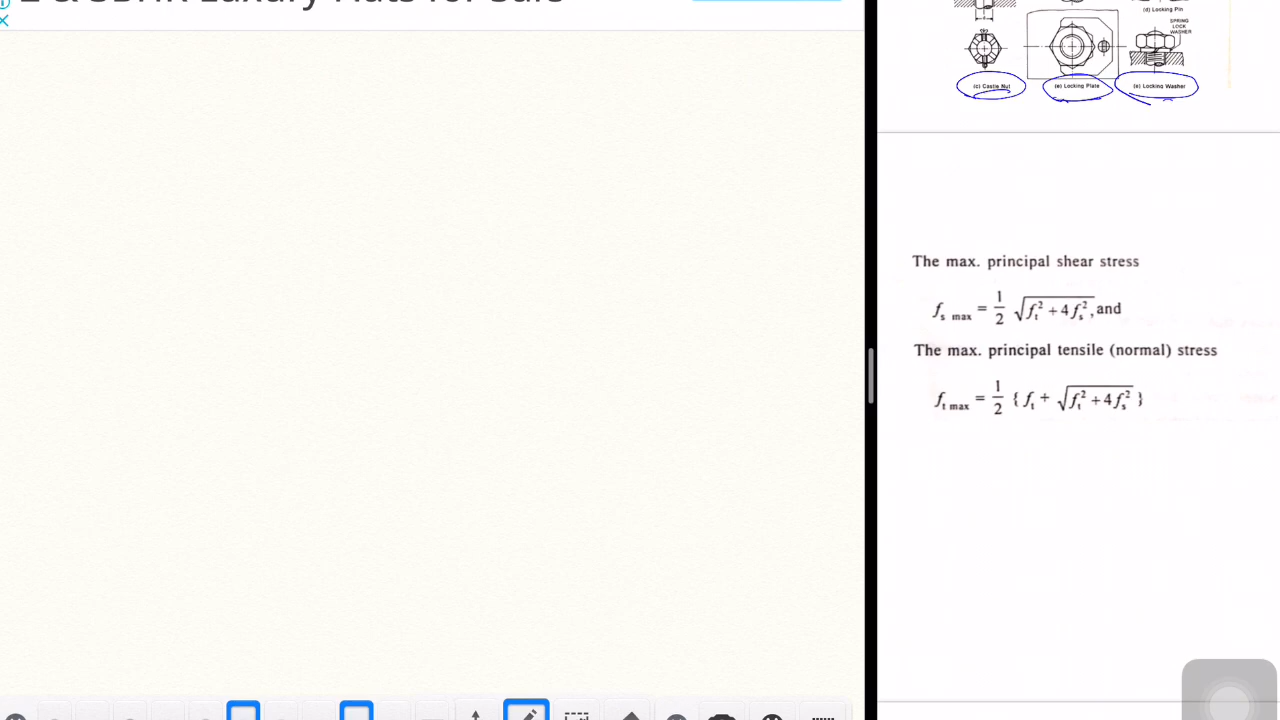 (d) Locking Pin
SPRING
LOCK
WASHER
(c) Castle Nut
(e) Locking Plate
(e) Locking Washer
The max. principal shear stress
f_s max = 1/2 √(f_t² + 4f_s²), and
The max. principal tensile (normal) stress
f_t max = 1/2 { f_t + √(f_t² + 4f_s²) }